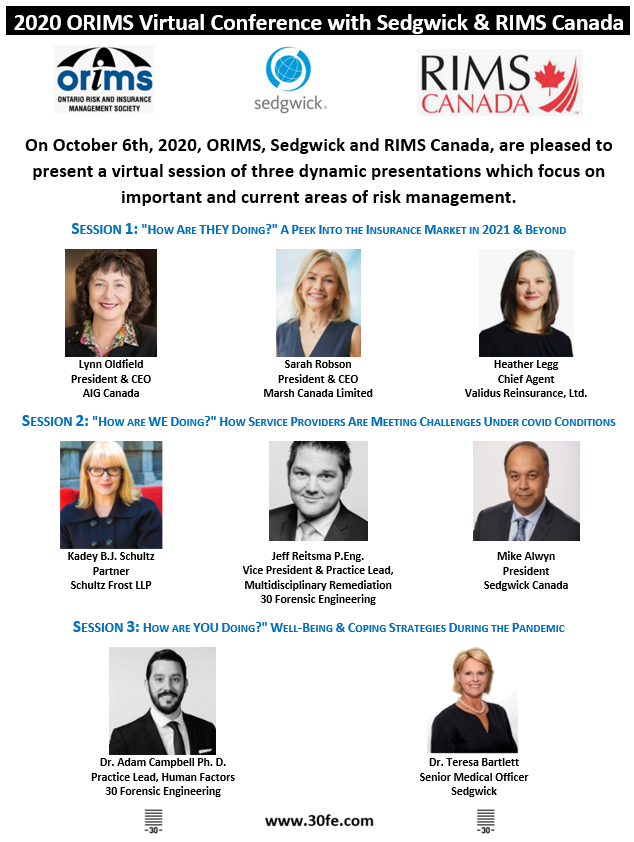 2020 ORIMS Virtual Conference with Sedgwick & RIMS Canada
orims
ONTARIO RISK AND INSURANCE
MANAGEMENT SOCIETY
sedgwick®
RIMS
CANADA
On October 6th, 2020, ORIMS, Sedgwick and RIMS Canada, are pleased to
present a virtual session of three dynamic presentations which focus on
important and current areas of risk management.
SESSION 1: "HOW ARE THEY DOING?" A PEEK INTO THE INSURANCE MARKET IN 2021 & BEYOND
Lynn Oldfield
President & CEO
AIG Canada
Sarah Robson
President & CEO
Marsh Canada Limited
Heather Legg
Chief Agent
Validus Reinsurance, Ltd.
SESSION 2: "HOW ARE WE DOING?" HOW SERVICE PROVIDERS ARE MEETING CHALLENGES UNDER COVID CONDITIONS
Kadey B.J. Schultz
Partner
Schultz Frost LLP
Jeff Reitsma P.Eng.
Vice President & Practice Lead,
Multidisciplinary Remediation
30 Forensic Engineering
Mike Alwyn
President
Sedgwick Canada
SESSION 3: HOW ARE YOU DOING?" WELL-BEING & COPING STRATEGIES DURING THE PANDEMIC
Dr. Adam Campbell Ph. D.
Practice Lead, Human Factors
30 Forensic Engineering
Dr. Teresa Bartlett
Senior Medical Officer
Sedgwick
-30-
www.30fe.com
-30-